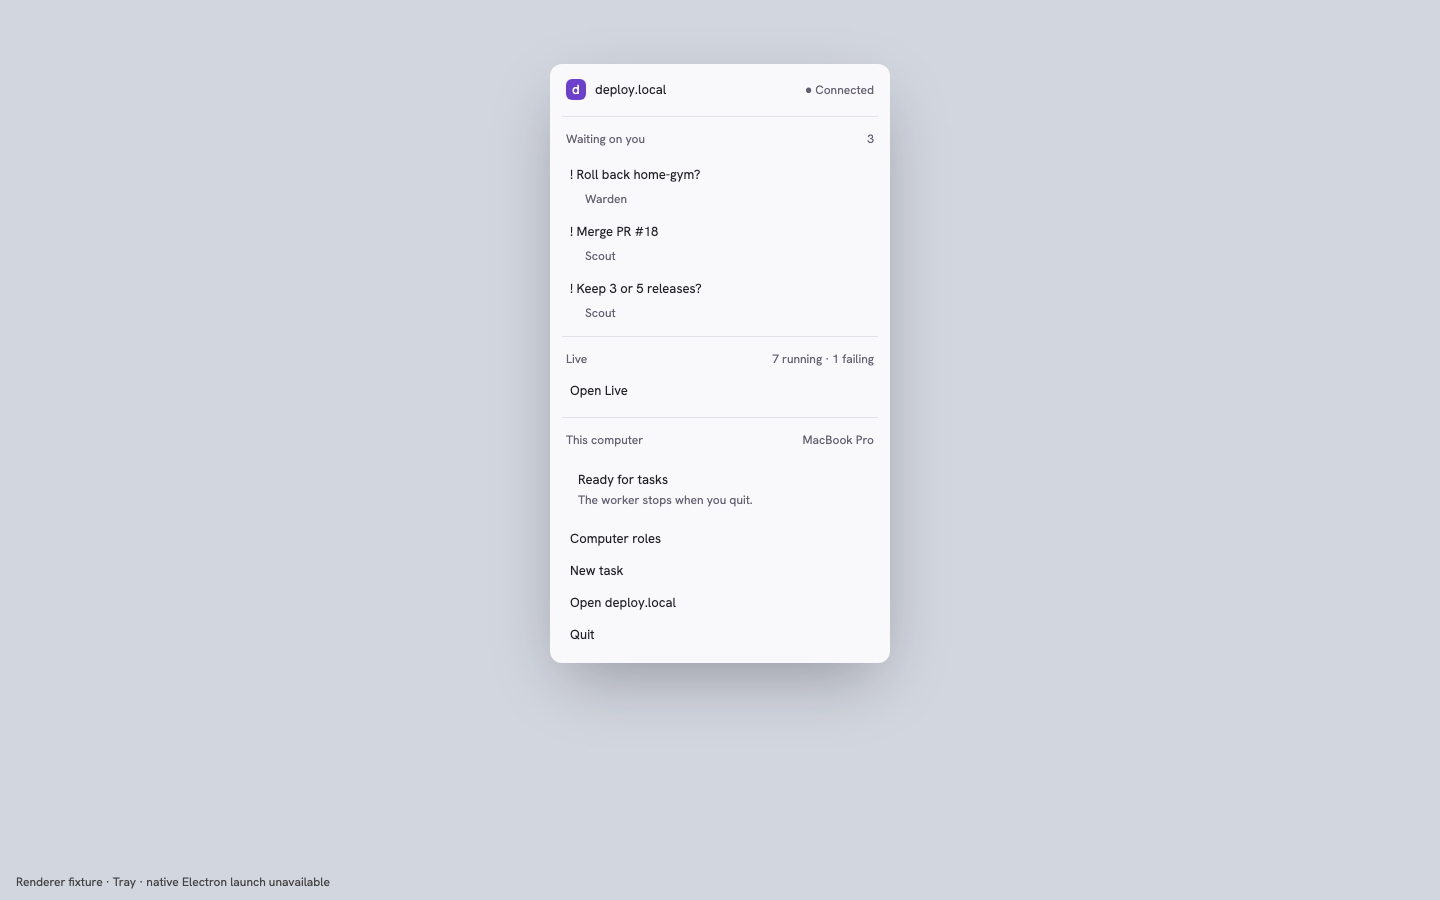 d deploy.local ● Connected
Waiting on you 3
! Roll back home-gym?
Warden
! Merge PR #18
Scout
! Keep 3 or 5 releases?
Scout
Live 7 running · 1 failing
Open Live
This computer MacBook Pro
Ready for tasks
The worker stops when you quit.
Computer roles
New task
Open deploy.local
Quit
Renderer fixture · Tray · native Electron launch unavailable